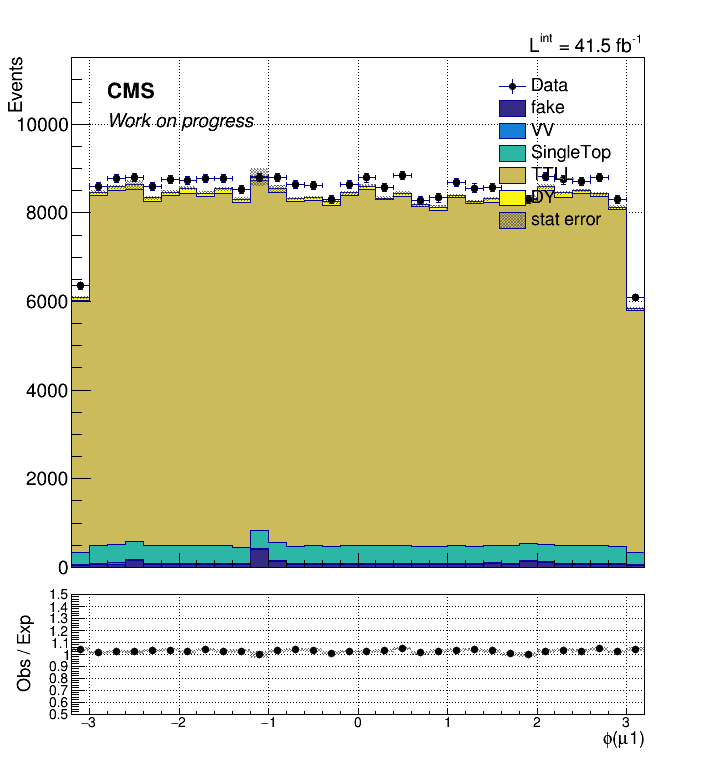 L^int = 41.5 fb^-1
Events
CMS
Work on progress
Data
fake
VV
SingleTop
TTLL
DY
stat error
10000
8000
6000
4000
2000
0
Obs / Exp
1.5
1.4
1.3
1.2
1.1
1
0.9
0.8
0.7
0.6
0.5
−3 −2 −1 0 1 2 3
ϕ(μ1)